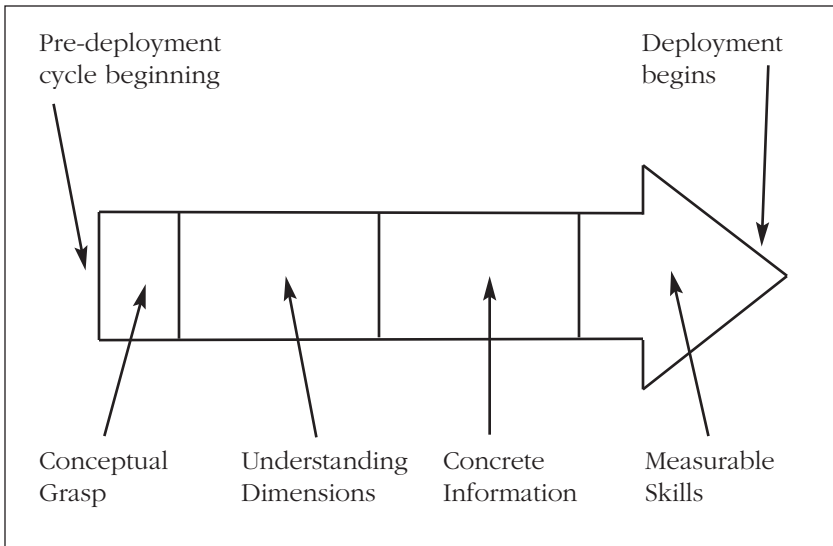 Pre-deployment
cycle beginning
Deployment
begins
Conceptual
Grasp
Understanding
Dimensions
Concrete
Information
Measurable
Skills